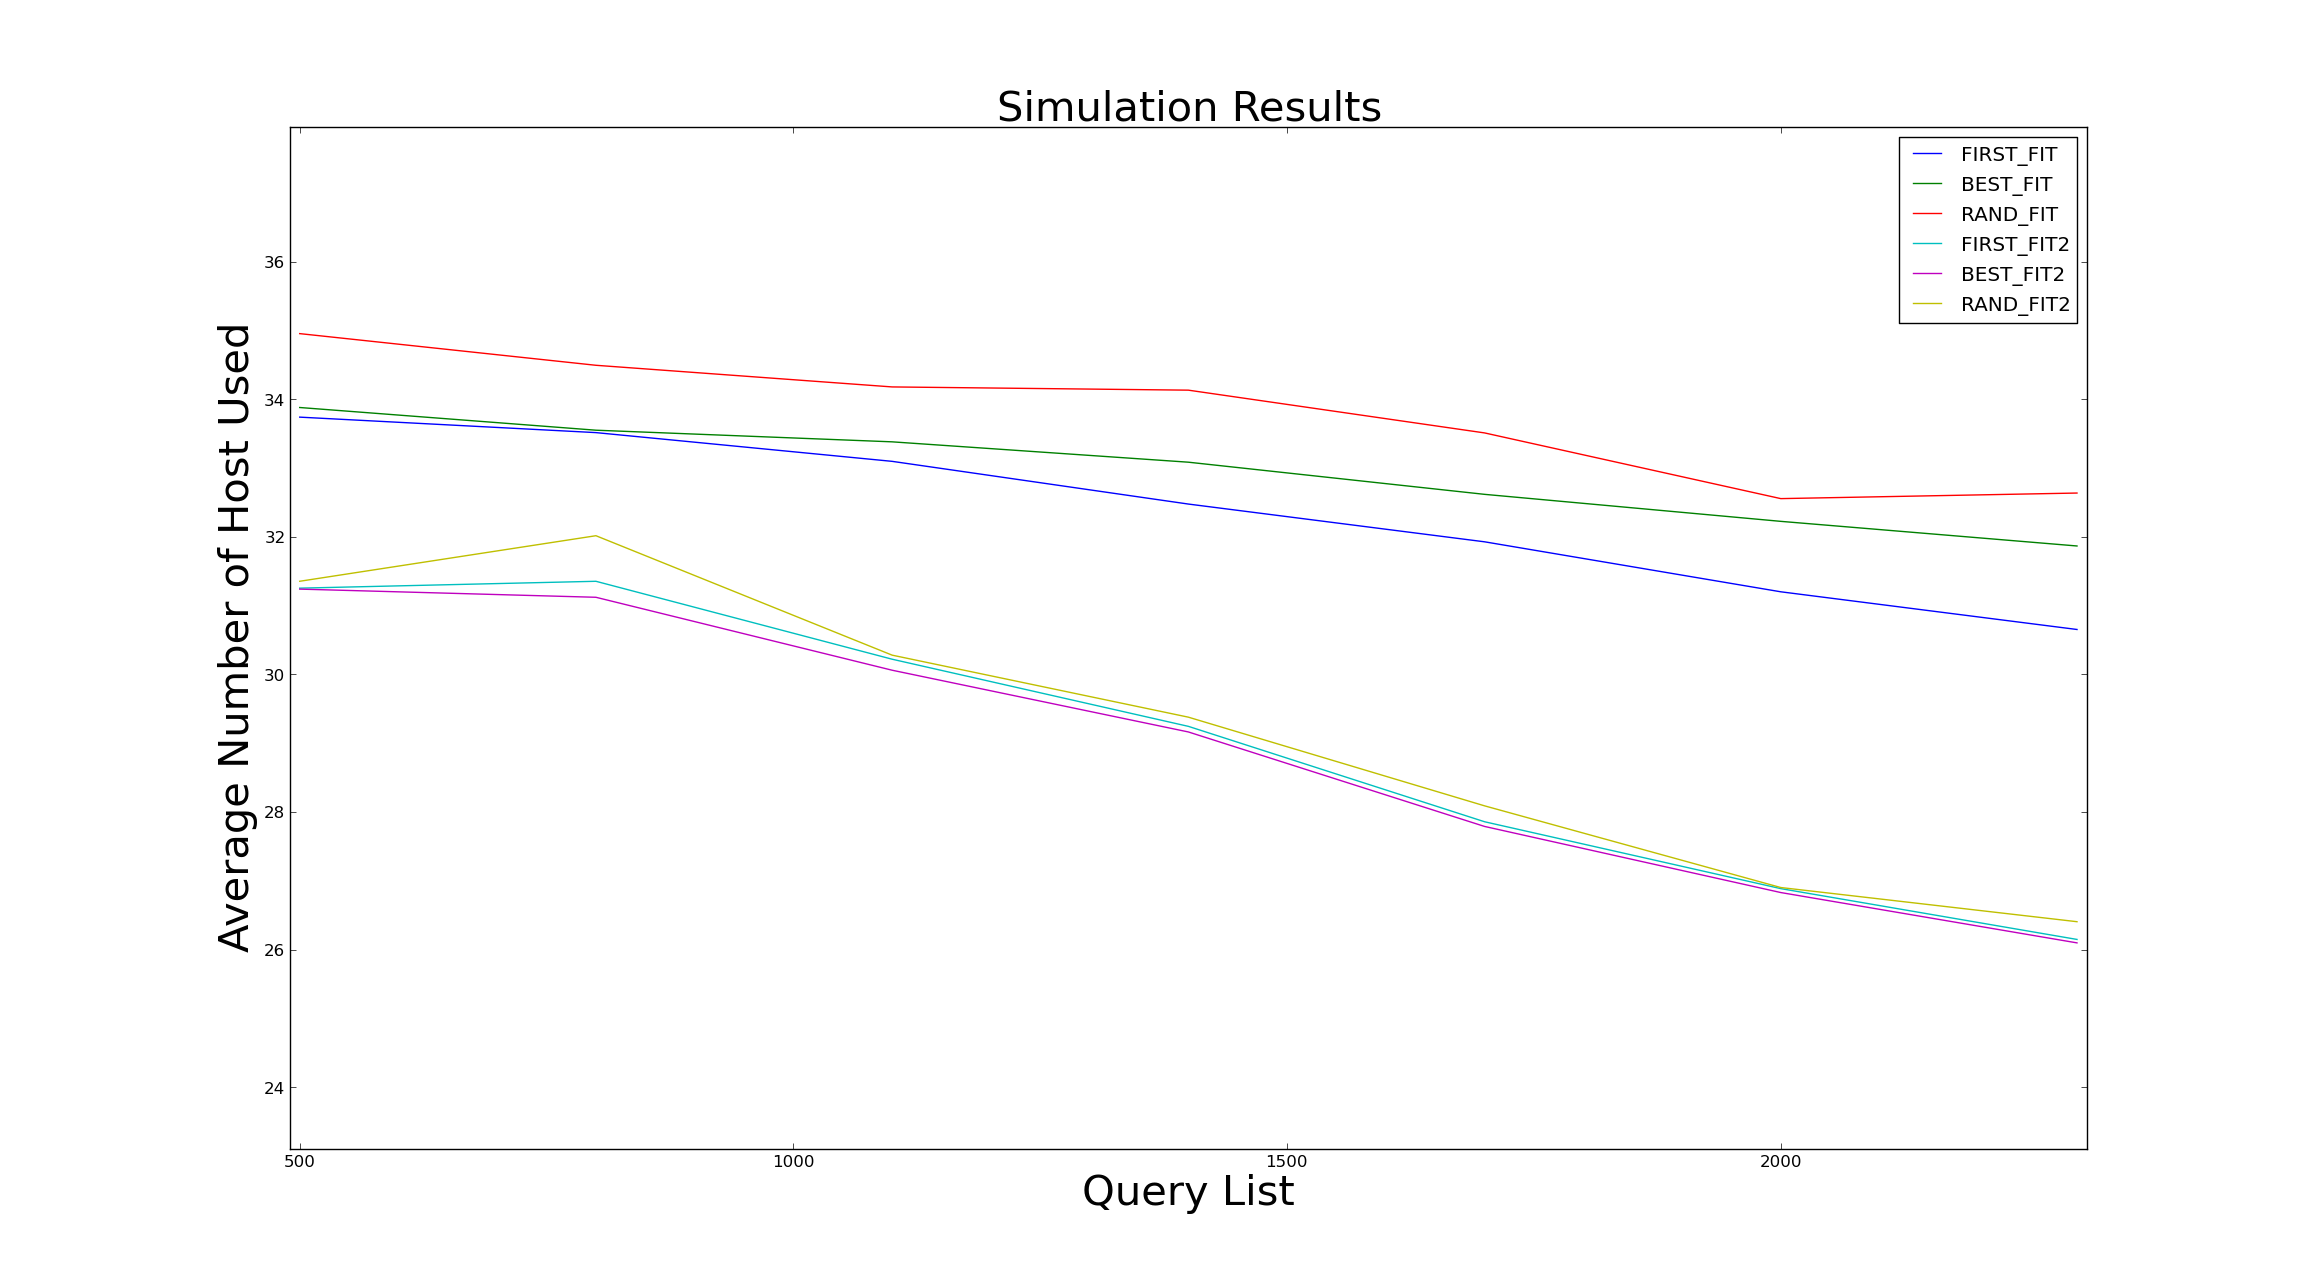 Simulation Results
FIRST_FIT
BEST_FIT
RAND_FIT
FIRST_FIT2
BEST_FIT2
RAND_FIT2
36
34
32
30
28
26
24
Average Number of Host Used
500 1000 1500 2000
Query List